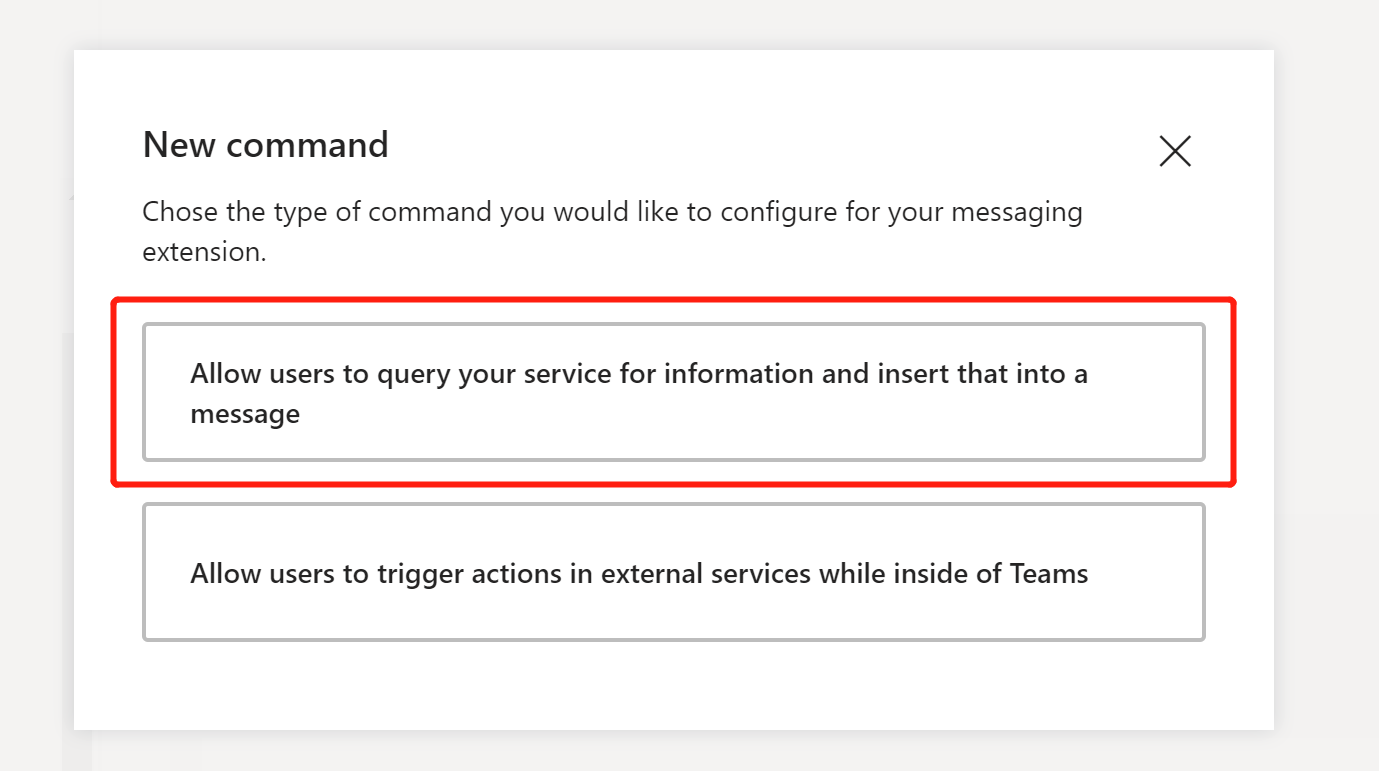 New command
Chose the type of command you would like to configure for your messaging
extension.
Allow users to query your service for information and insert that into a
message
Allow users to trigger actions in external services while inside of Teams